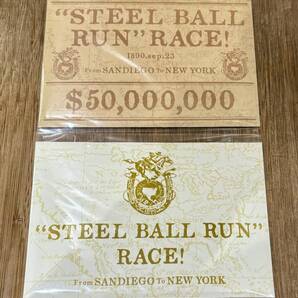 “STEEL BALL
RUN” RACE!
1890.sep.25
From SANDIEGO To NEW YORK
$50,000,000
“STEEL BALL RUN”
RACE!
From SANDIEGO To NEW YORK